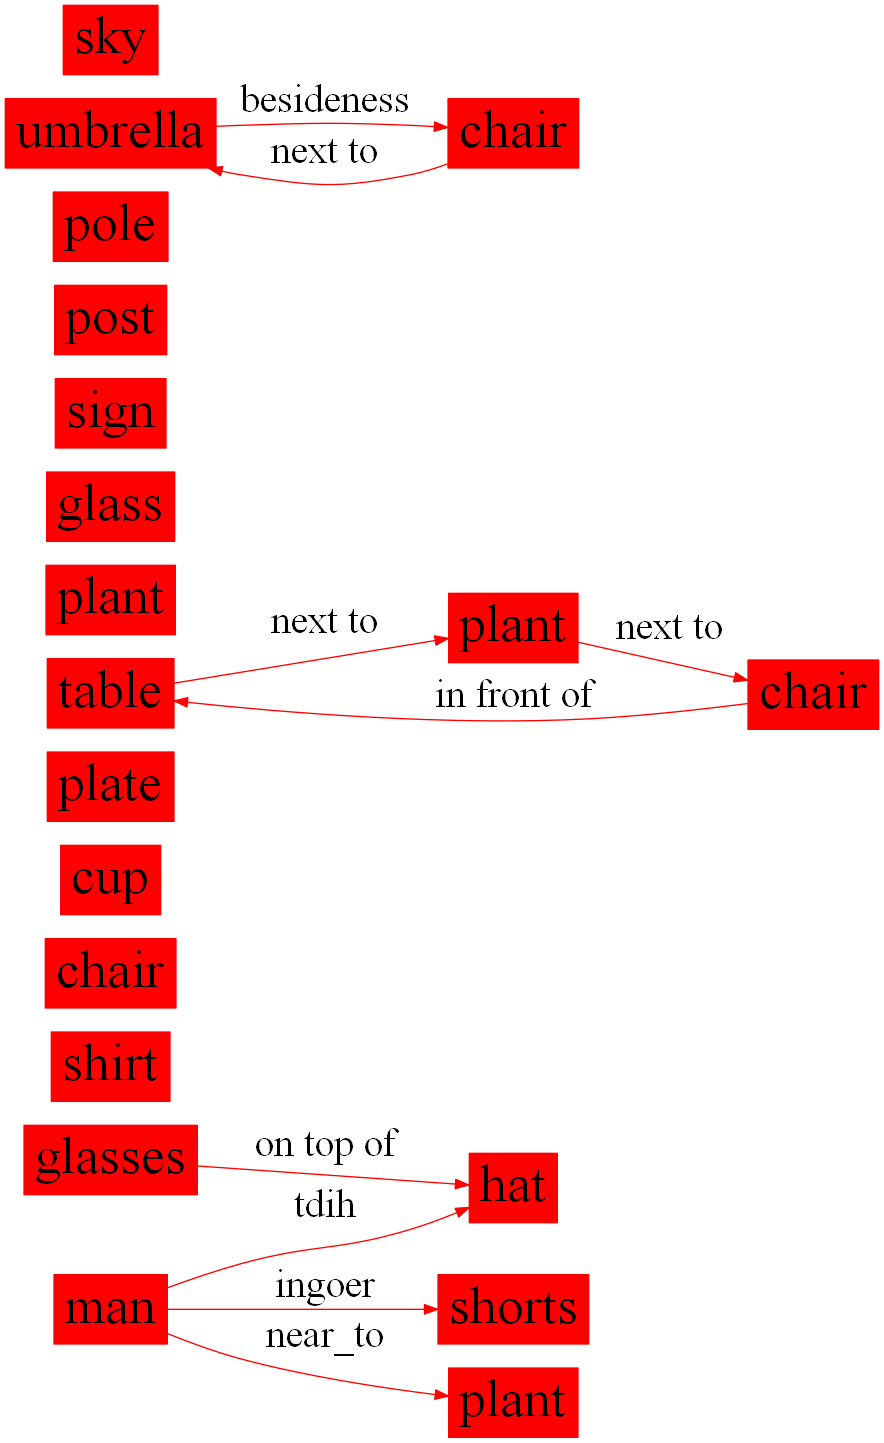 sky
besideness
umbrella
chair
next to
pole
post
sign
glass
plant
next to
plant
next to
table
in front of
chair
plate
cup
chair
shirt
glasses
on top of
hat
tdih
man
ingoer
shorts
near_to
plant